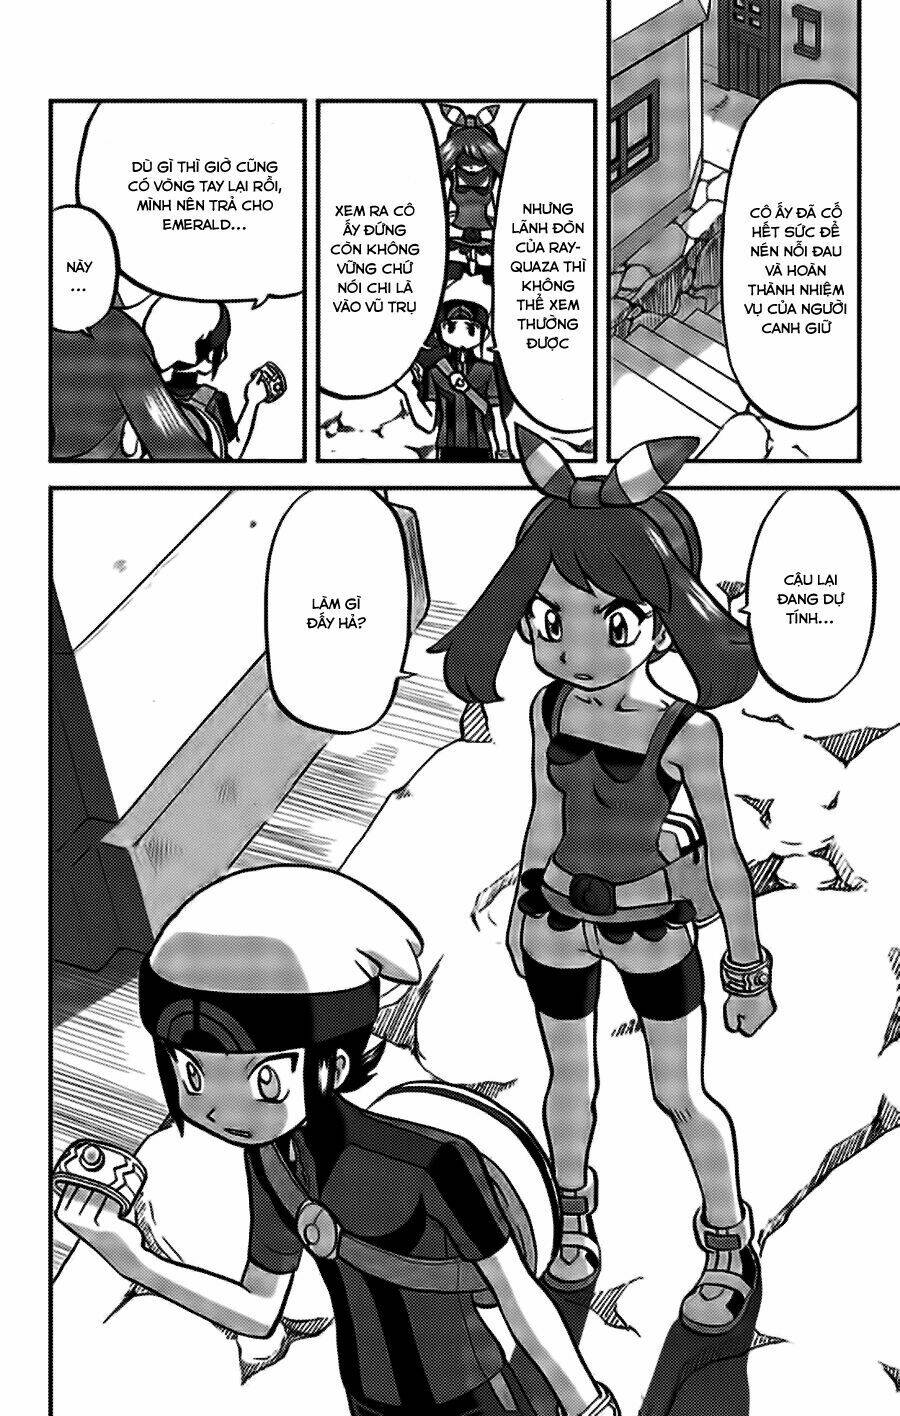 CÔ ẤY ĐÃ CỐ
HẾT SỨC ĐỂ
NÉN NỖI ĐAU
VÀ HOÀN
THÀNH NHIỆM
VỤ CỦA NGƯỜI
CANH GIỮ
NHƯNG
LÃNH ĐÒN
CỦA RAY-
QUAZA THÌ
KHÔNG
THỂ XEM
THƯỜNG
ĐƯỢC
XEM RA CÔ
ẤY ĐỨNG
CÒN KHÔNG
VỮNG CHỨ
NÓI CHI LÀ
VÀO VŨ TRỤ
DÙ GÌ THÌ GIỜ CŨNG
CÓ VÒNG TAY LẠI RỒI,
MÌNH NÊN TRẢ CHO
EMERALD...
NÀY
...
CẬU LẠI
ĐANG DỰ
TÍNH...
LÀM GÌ
ĐẤY HẢ?